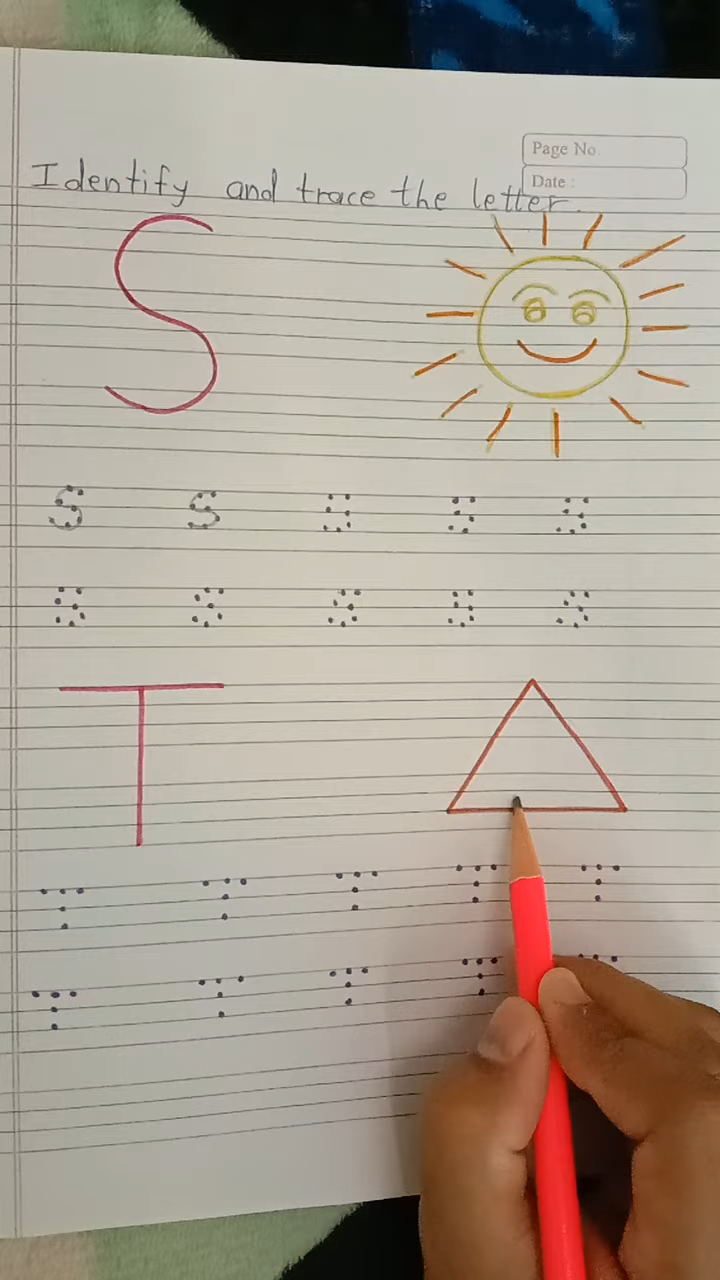 Page No.
Date :
Identify and trace the letter.
S
S S S S S
S S S S S
T
T T T T T
T T T T T